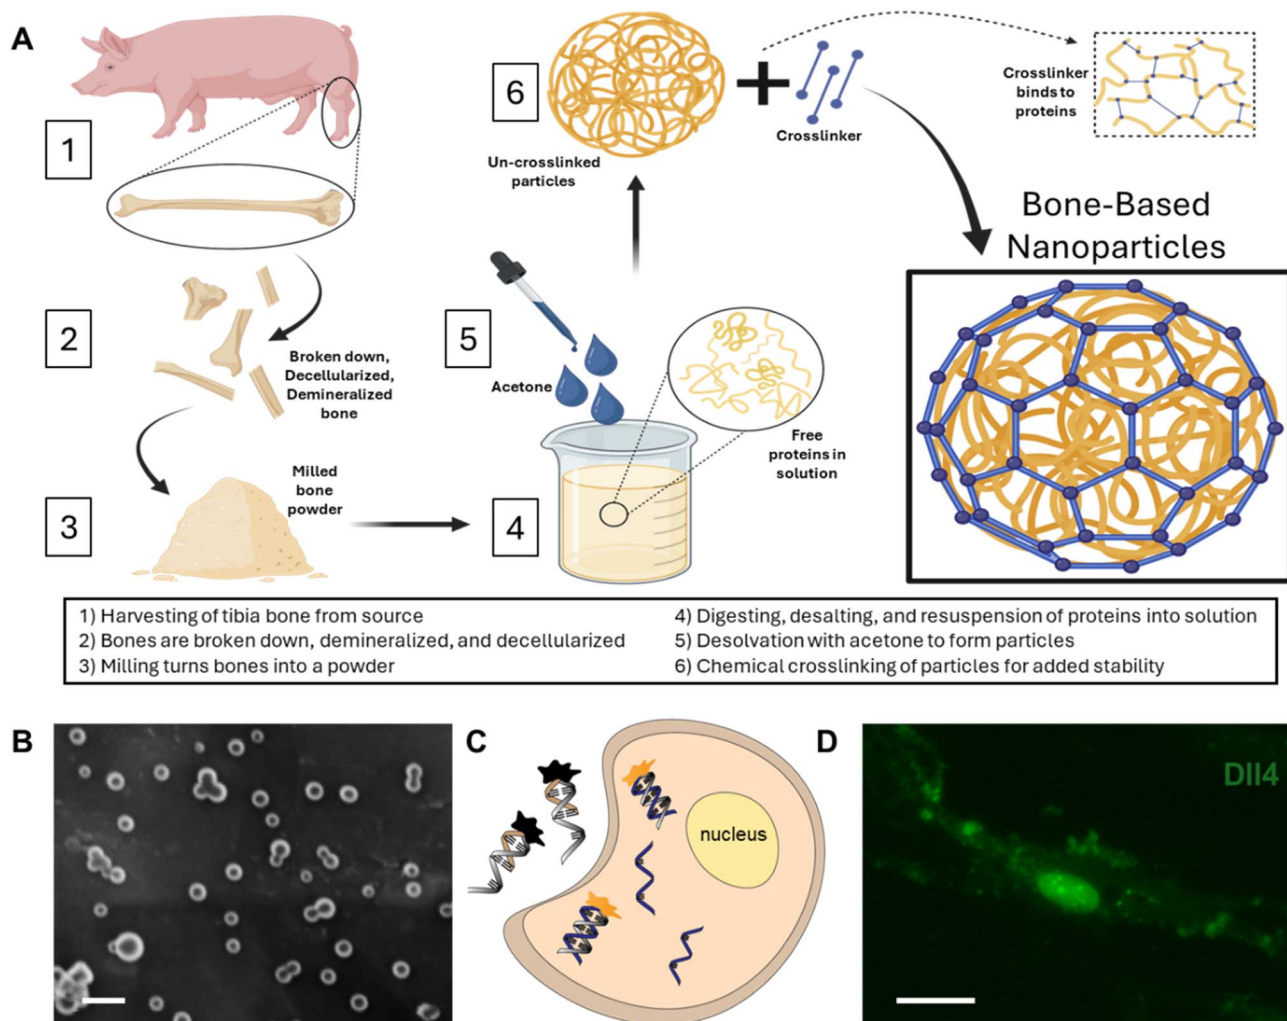 A
1
2
Broken down,
Decellularized,
Demineralized
bone
3
Milled
bone
powder
4
5
Acetone
Free
proteins in
solution
6
Un-crosslinked
particles
Crosslinker
Crosslinker
binds to
proteins
Bone-Based
Nanoparticles
1) Harvesting of tibia bone from source
2) Bones are broken down, demineralized, and decellularized
3) Milling turns bones into a powder
4) Digesting, desalting, and resuspension of proteins into solution
5) Desolvation with acetone to form particles
6) Chemical crosslinking of particles for added stability
B
C
nucleus
D
Dll4